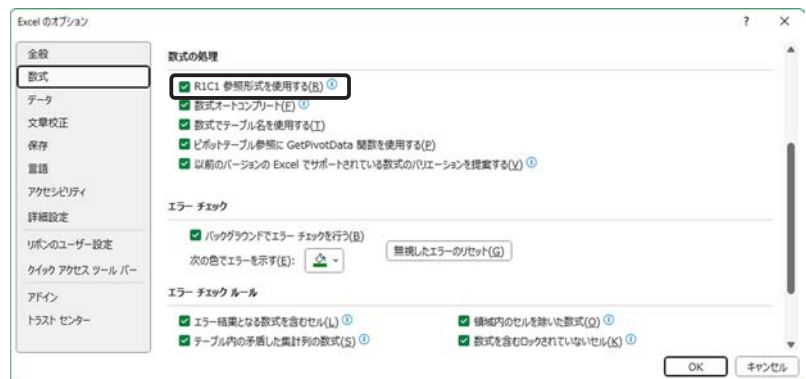 Excel のオプション
? ×
全般
数式
データ
文章校正
保存
言語
アクセシビリティ
詳細設定
リボンのユーザー設定
クイック アクセス ツール バー
アドイン
トラスト センター
数式の処理
R1C1 参照形式を使用する(R)
数式オートコンプリート(F)
数式でテーブル名を使用する(T)
ピボットテーブル参照に GetPivotData 関数を使用する(P)
以前のバージョンの Excel でサポートされている数式のバリエーションを提案する(V)
エラー チェック
バックグラウンドでエラー チェックを行う(B)
次の色でエラーを示す(E): 無視したエラーのリセット(G)
エラー チェック ルール
エラー結果となる数式を含むセル(L) 領域内のセルを除いた数式(O)
テーブル内の矛盾した集計列の数式(S) 数式を含むロックされていないセル(K)
OK キャンセル